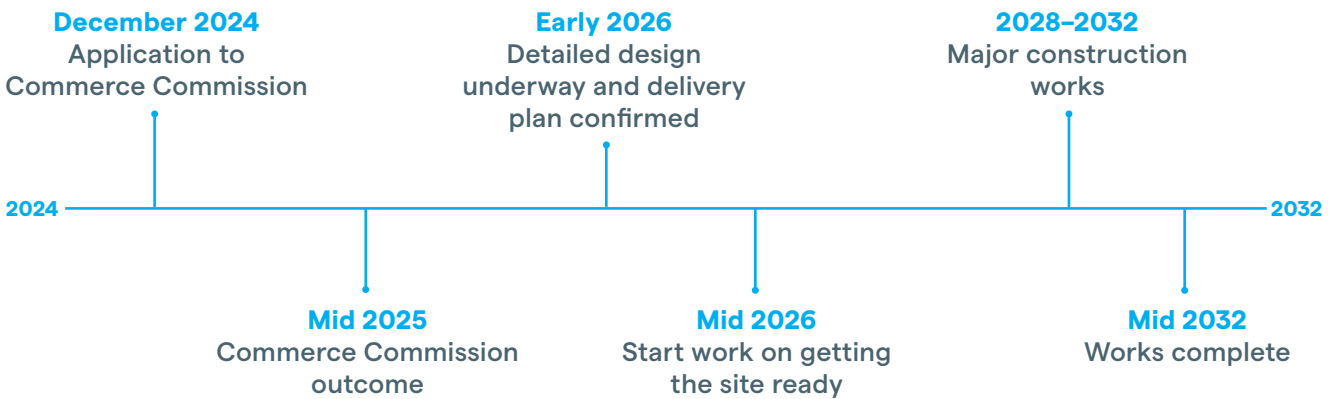 December 2024
Application to
Commerce Commission
Early 2026
Detailed design
underway and delivery
plan confirmed
2028–2032
Major construction
works
2024
2032
Mid 2025
Commerce Commission
outcome
Mid 2026
Start work on getting
the site ready
Mid 2032
Works complete